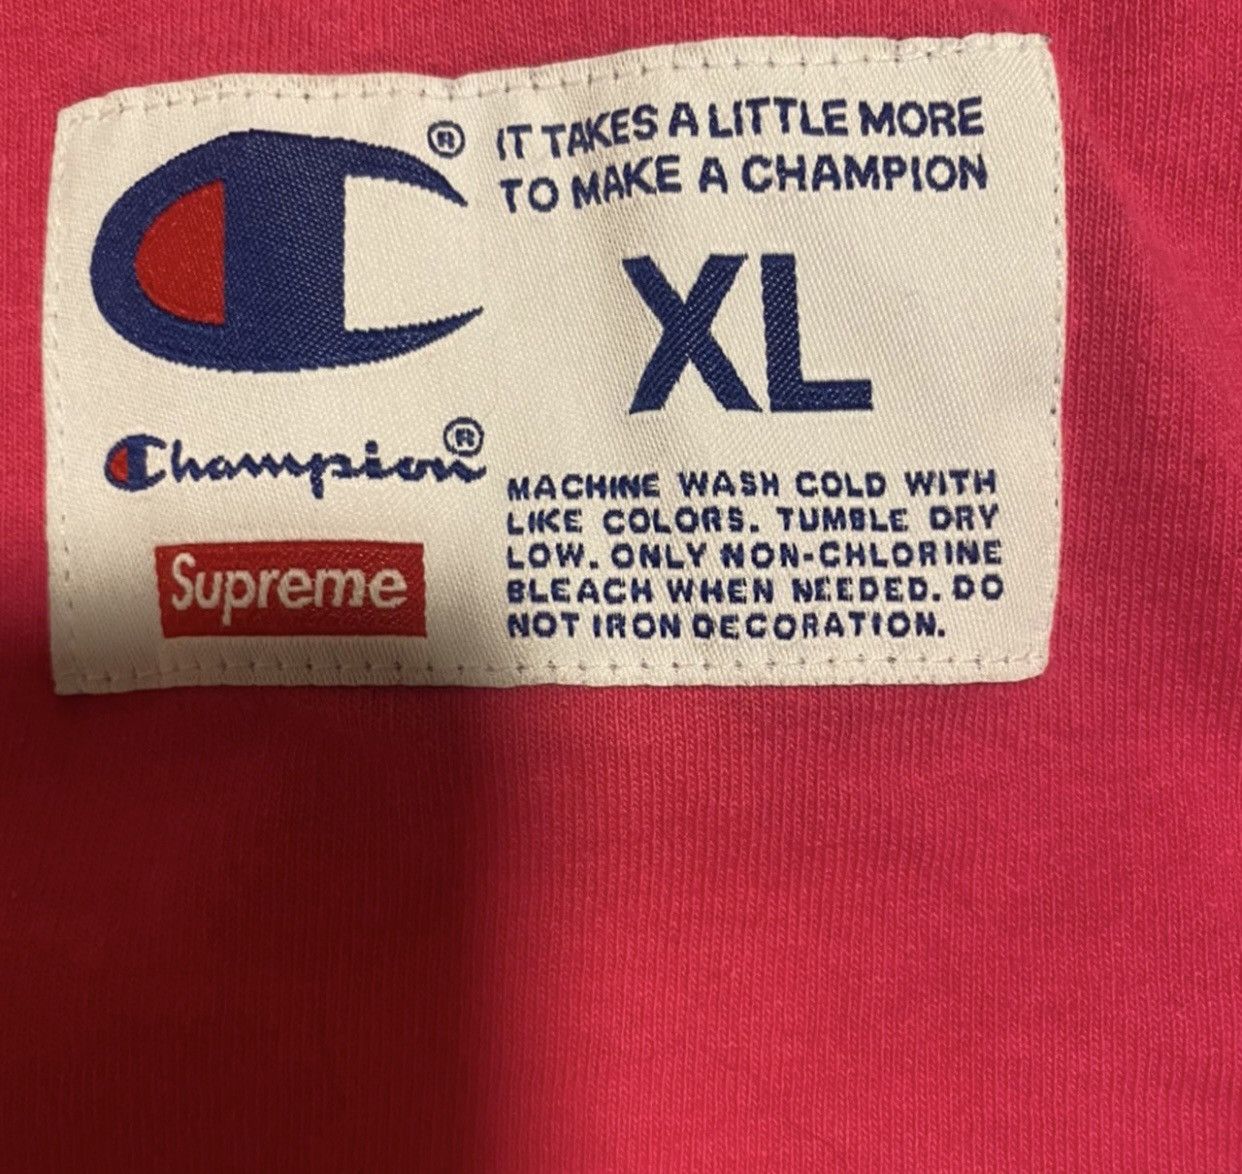 ®
Champion®
Supreme
IT TAKES A LITTLE MORE
TO MAKE A CHAMPION
XL
MACHINE WASH COLD WITH
LIKE COLORS. TUMBLE DRY
LOW. ONLY NON-CHLORINE
BLEACH WHEN NEEDED. DO
NOT IRON DECORATION.